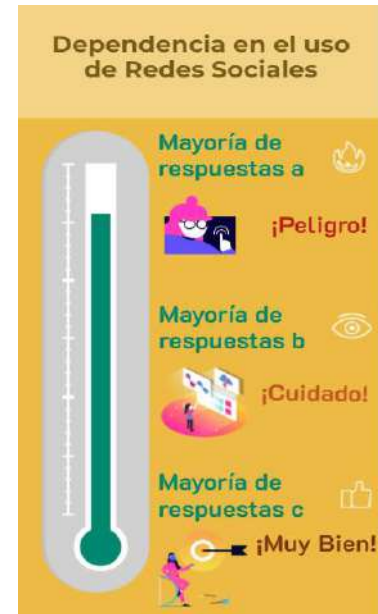 Dependencia en el uso
de Redes Sociales
Mayoría de
respuestas a
¡Peligro!
Mayoría de
respuestas b
¡Cuidado!
Mayoría de
respuestas c
¡Muy Bien!